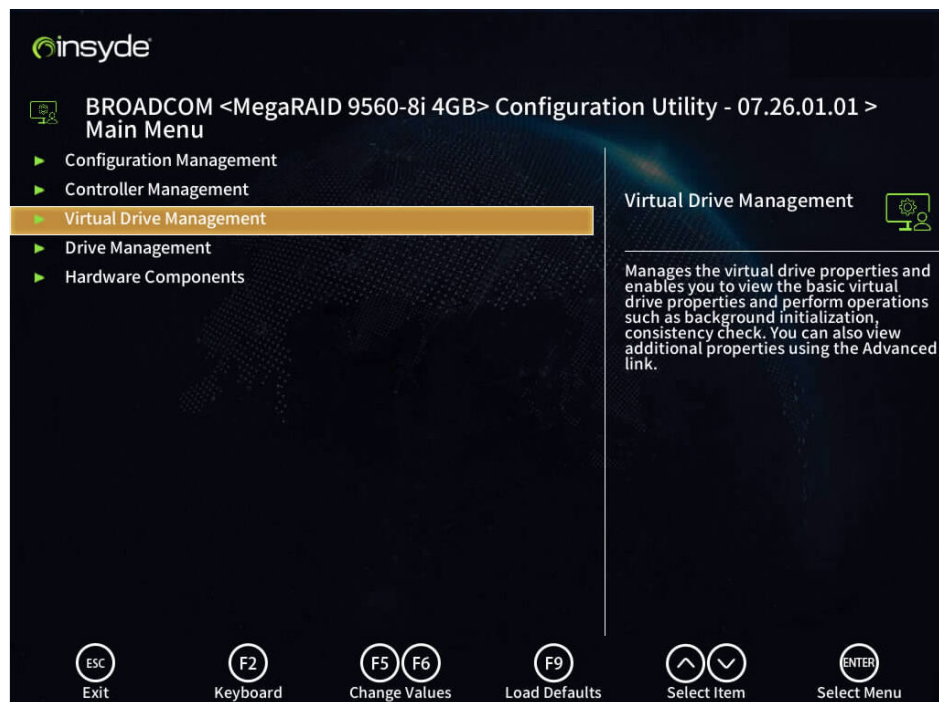 insyde
BROADCOM <MegaRAID 9560-8i 4GB> Configuration Utility - 07.26.01.01 >
Main Menu
Configuration Management
Controller Management
Virtual Drive Management
Drive Management
Hardware Components
Virtual Drive Management
Manages the virtual drive properties and
enables you to view the basic virtual
drive properties and perform operations
such as background initialization,
consistency check. You can also view
additional properties using the Advanced
link.
ESC F2 F5 F6 F9 ENTER
Exit Keyboard Change Values Load Defaults Select Item Select Menu